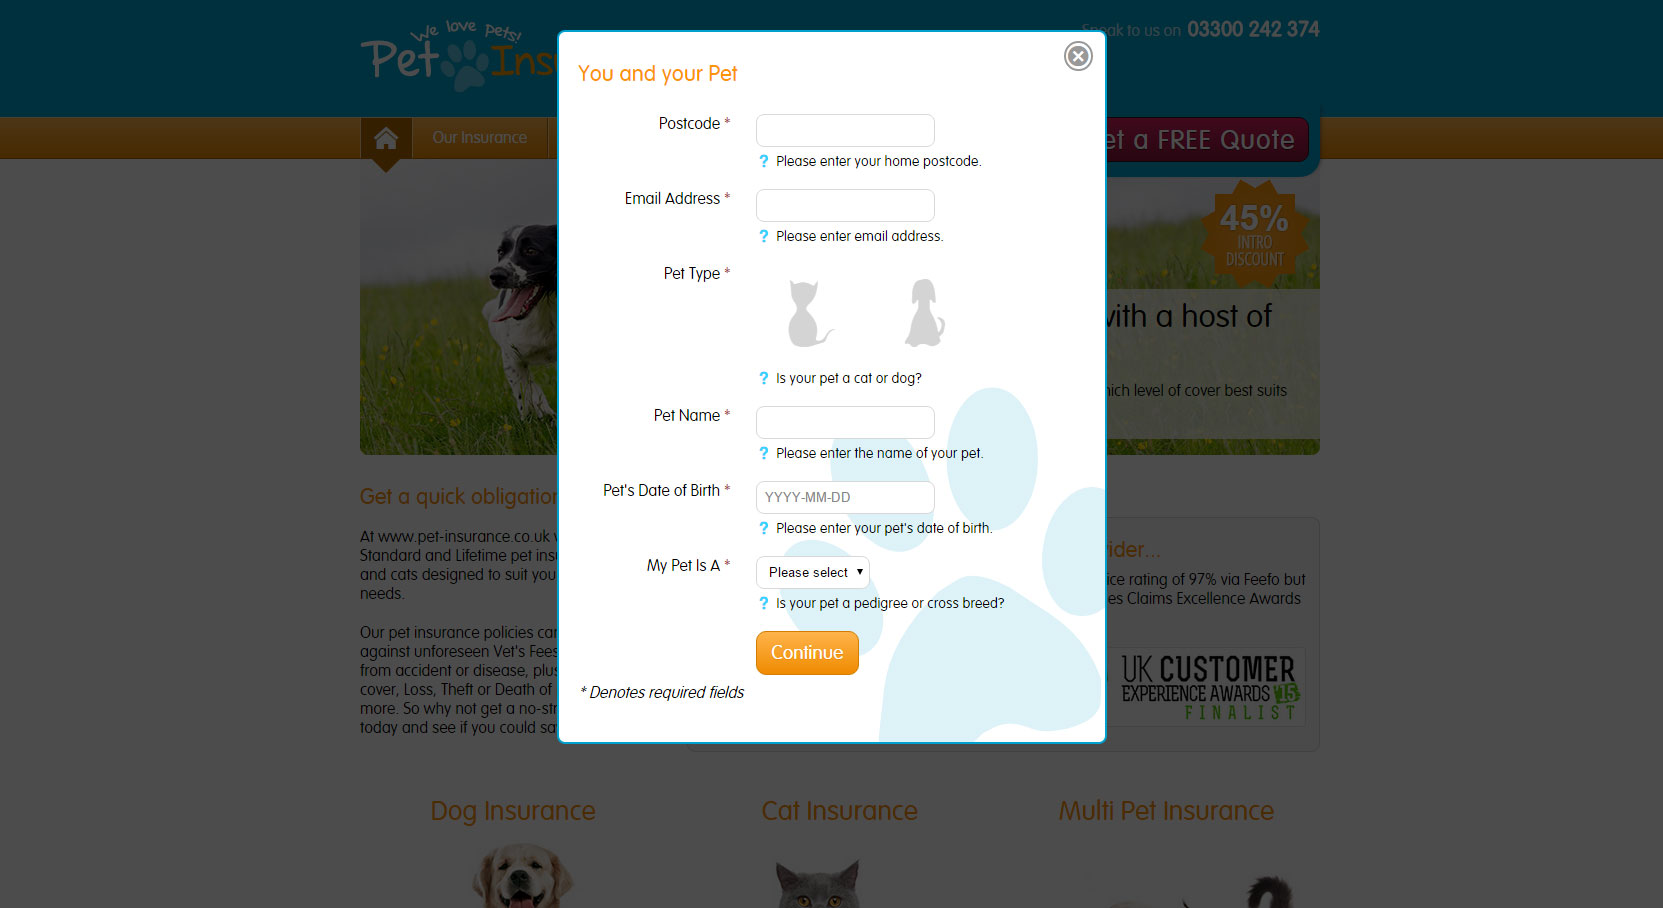 We love pets!
Pet Insu
Speak to us on 03300 242 374
Our Insurance
et a FREE Quote
45%
INTRO
DISCOUNT
with a host of
hich level of cover best suits
You and your Pet
Postcode *
? Please enter your home postcode.
Email Address *
? Please enter email address.
Pet Type *
? Is your pet a cat or dog?
Pet Name *
? Please enter the name of your pet.
Pet's Date of Birth *
YYYY-MM-DD
? Please enter your pet's date of birth.
My Pet Is A *
Please select
? Is your pet a pedigree or cross breed?
Continue
* Denotes required fields
Get a quick obligation
At www.pet-insurance.co.uk
Standard and Lifetime pet ins
and cats designed to suit you
needs.
Our pet insurance policies can
against unforeseen Vet's Fees
from accident or disease, plus
cover, Loss, Theft or Death of
more. So why not get a no-str
today and see if you could sa
ider...
ice rating of 97% via Feefo but
es Claims Excellence Awards
UK CUSTOMER
EXPERIENCE AWARDS '15
FINALIST
Dog Insurance
Cat Insurance
Multi Pet Insurance